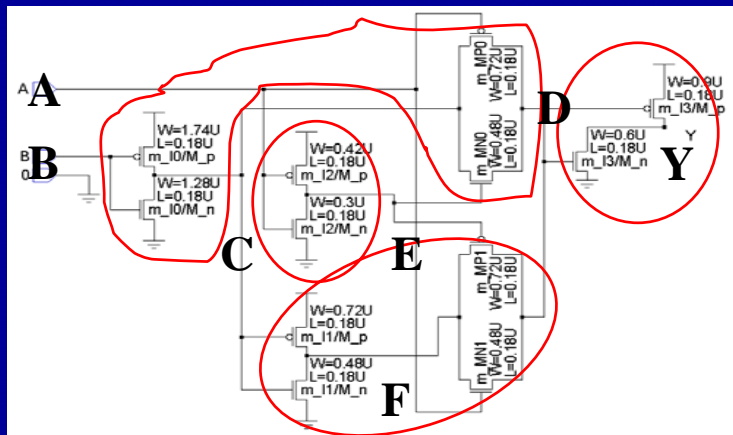 A
A
B
B
0
W=1.74U
L=0.18U
m_I0/M_p
W=1.28U
L=0.18U
m_I0/M_n
C
W=0.42U
L=0.18U
m_I2/M_p
W=0.3U
L=0.18U
m_I2/M_n
E
W=0.72U
L=0.18U
m_I1/M_p
W=0.48U
L=0.18U
m_I1/M_n
F
m_MP0
W=0.72U
L=0.18U
m_MN0
W=0.48U
L=0.18U
m_MP1
W=0.72U
L=0.18U
m_MN1
W=0.48U
L=0.18U
D
W=0.9U
L=0.18U
m_I3/M_p
W=0.6U
L=0.18U
m_I3/M_n
Y
Y